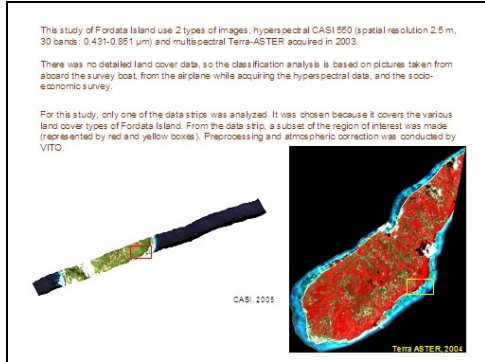 This study of Fordata Island use 2 types of images, hyperspectral CASI 550 (spatial resolution 2.5 m,
30 bands: 0.431-0.851 µm) and multispectral Terra-ASTER acquired in 2003.
There was no detailed land cover data, so the classification analysis is based on pictures taken from
aboard the survey boat, from the airplane while acquiring the hyperspectral data, and the socio-
economic survey.
For this study, only one of the data strips was analyzed. It was chosen because it covers the various
land cover types of Fordata Island. From the data strip, a subset of the region of interest was made
(represented by red and yellow boxes). Preprocessing and atmospheric correction was conducted by
VITO.
CASI, 2005
Terra ASTER, 2004